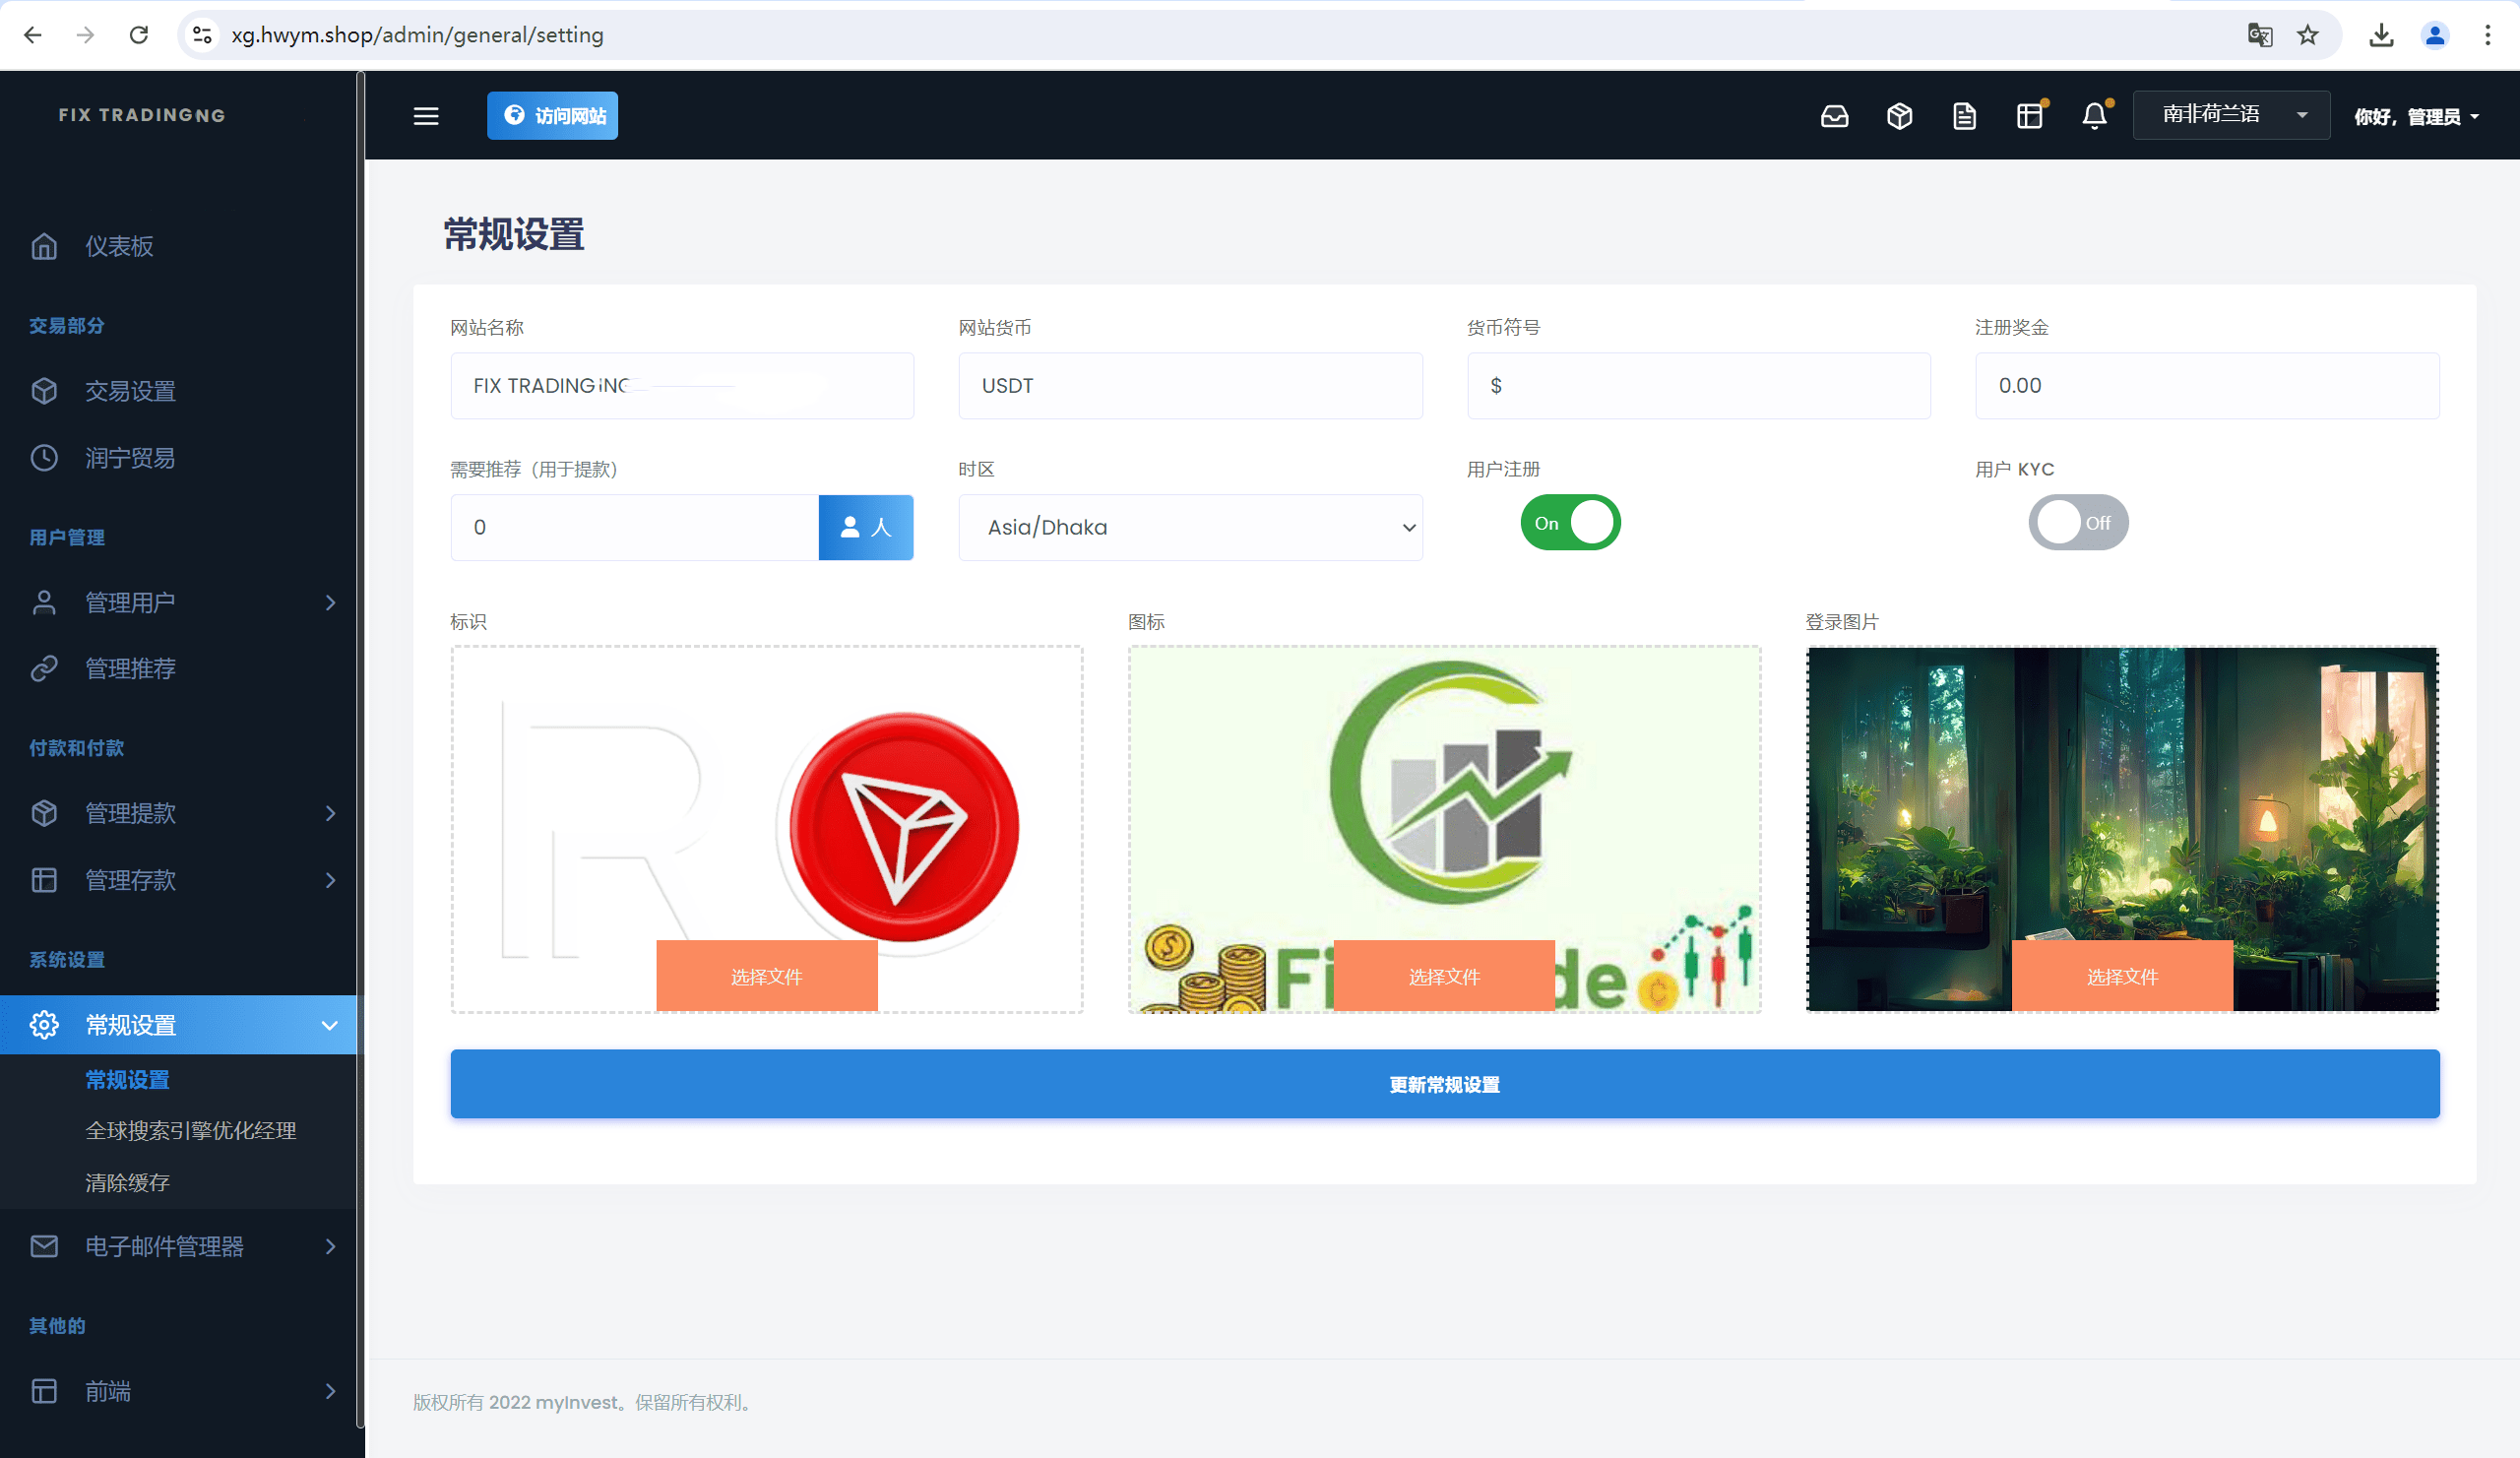 xg.hwym.shop/admin/general/setting
FIX TRADINGNG
访问网站
南非荷兰语
你好，管理员
仪表板
交易部分
交易设置
润宁贸易
用户管理
管理用户
管理推荐
付款和付款
管理提款
管理存款
系统设置
常规设置
常规设置
全球搜索引擎优化经理
清除缓存
电子邮件管理器
其他的
前端
常规设置
网站名称
网站货币
货币符号
注册奖金
FIX TRADING
USDT
$
0.00
需要推荐（用于提款）
时区
用户注册
用户 KYC
0
人
Asia/Dhaka
On
Off
标识
图标
登录图片
选择文件
选择文件
选择文件
更新常规设置
版权所有 2022 myInvest。保留所有权利。